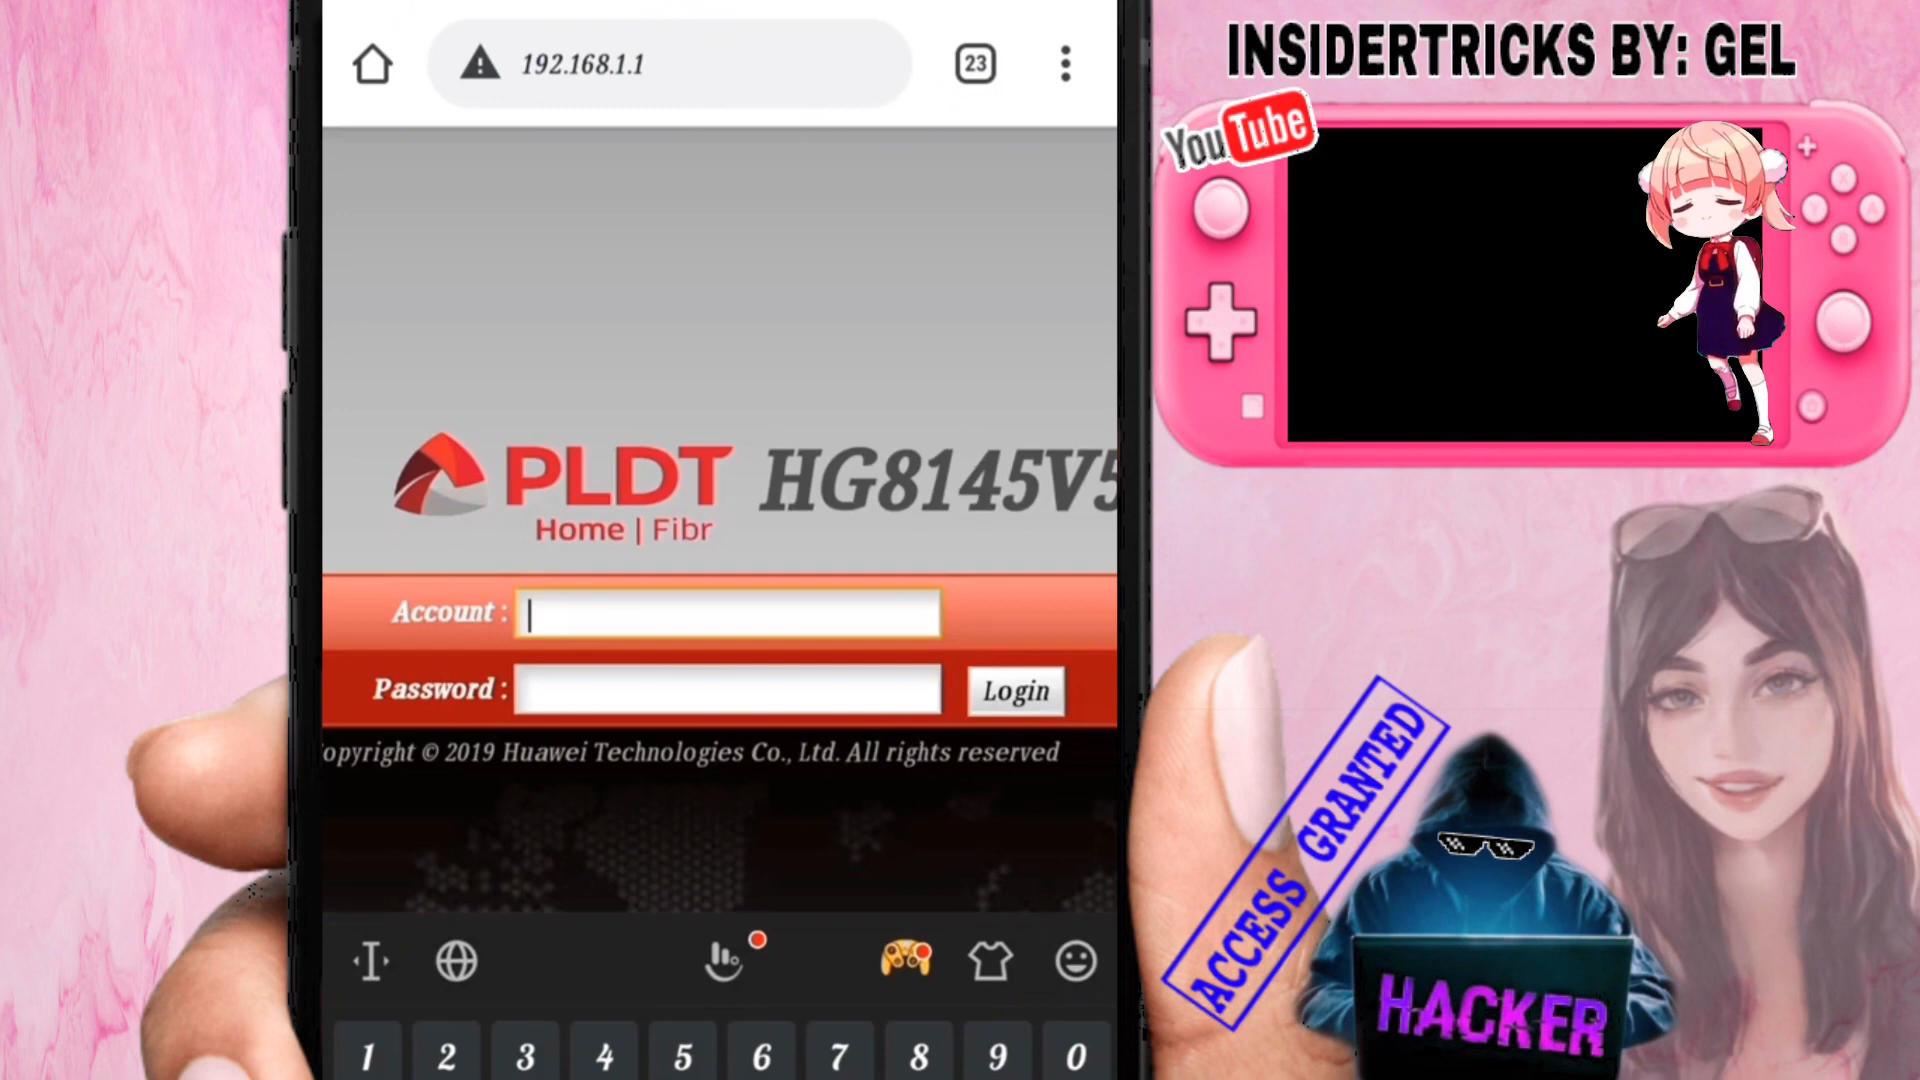 192.168.1.1
23
INSIDERTRICKS BY: GEL
YouTube
X
Y
A
PLDT
Home | Fibr
HG8145V5
Account :
Password :
Login
opyright © 2019 Huawei Technologies Co., Ltd. All rights reserved
ACCESS GRANTED
HACKER
1 2 3 4 5 6 7 8 9 0